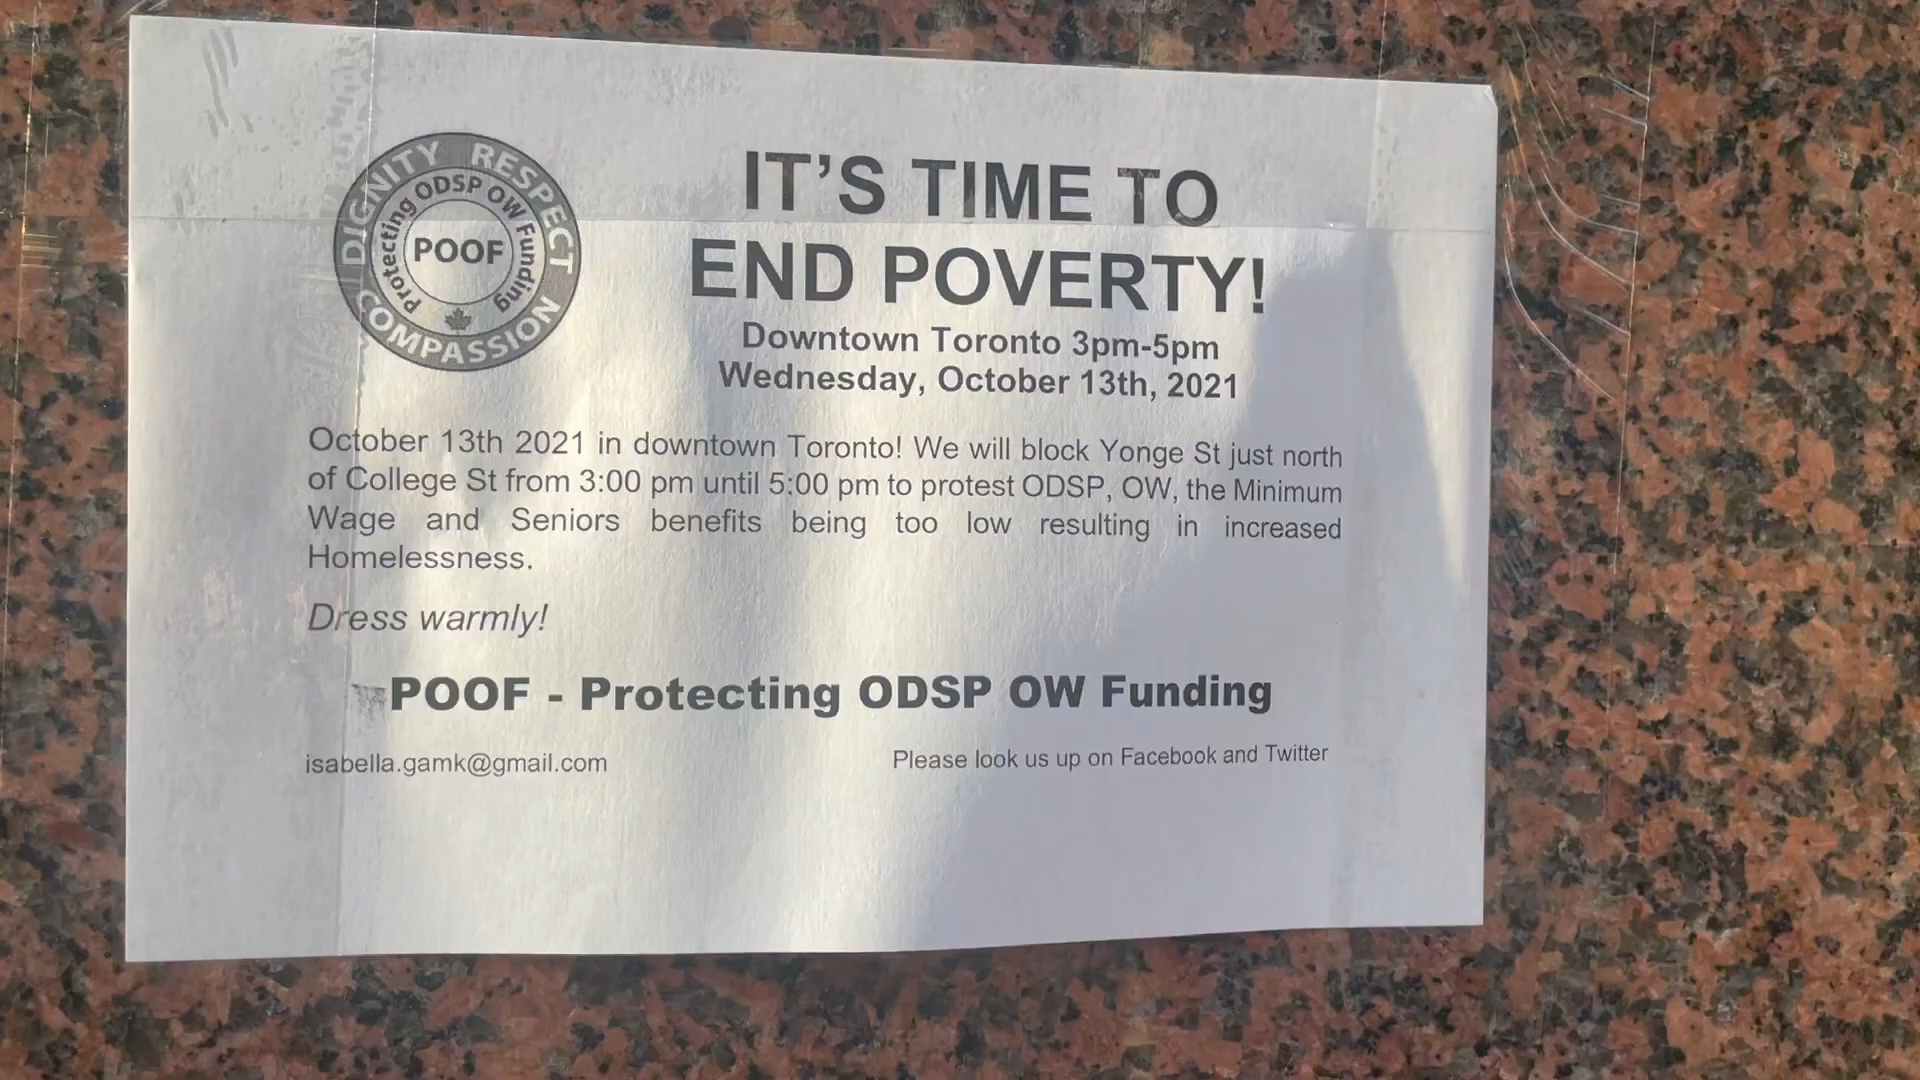 DIGNITY RESPECT COMPASSION
Protecting ODSP OW Funding
POOF
IT'S TIME TO
END POVERTY!
Downtown Toronto 3pm-5pm
Wednesday, October 13th, 2021
October 13th 2021 in downtown Toronto! We will block Yonge St just north
of College St from 3:00 pm until 5:00 pm to protest ODSP, OW, the Minimum
Wage and Seniors benefits being too low resulting in increased
Homelessness.
Dress warmly!
POOF - Protecting ODSP OW Funding
isabella.gamk@gmail.com
Please look us up on Facebook and Twitter